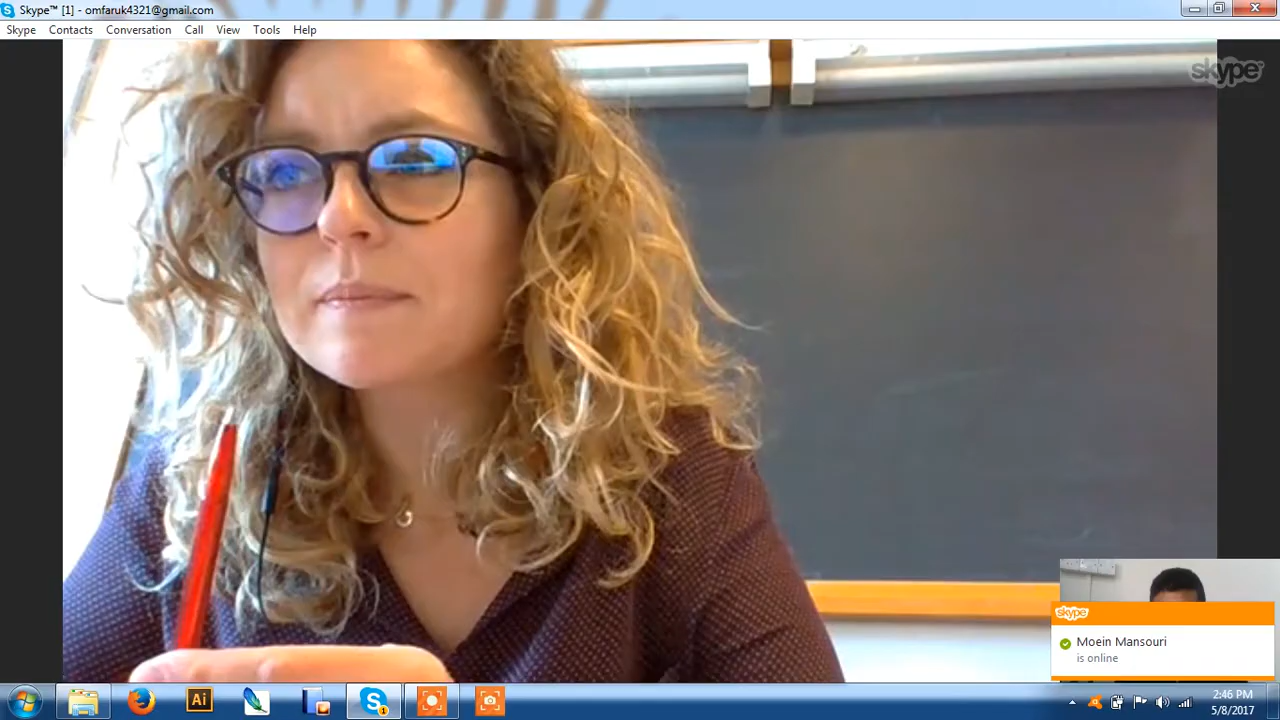 Skype™ [1] - omfaruk4321@gmail.com
Skype Contacts Conversation Call View Tools Help
skype
skype
Moein Mansouri
is online
Ai
1
2:46 PM
5/8/2017